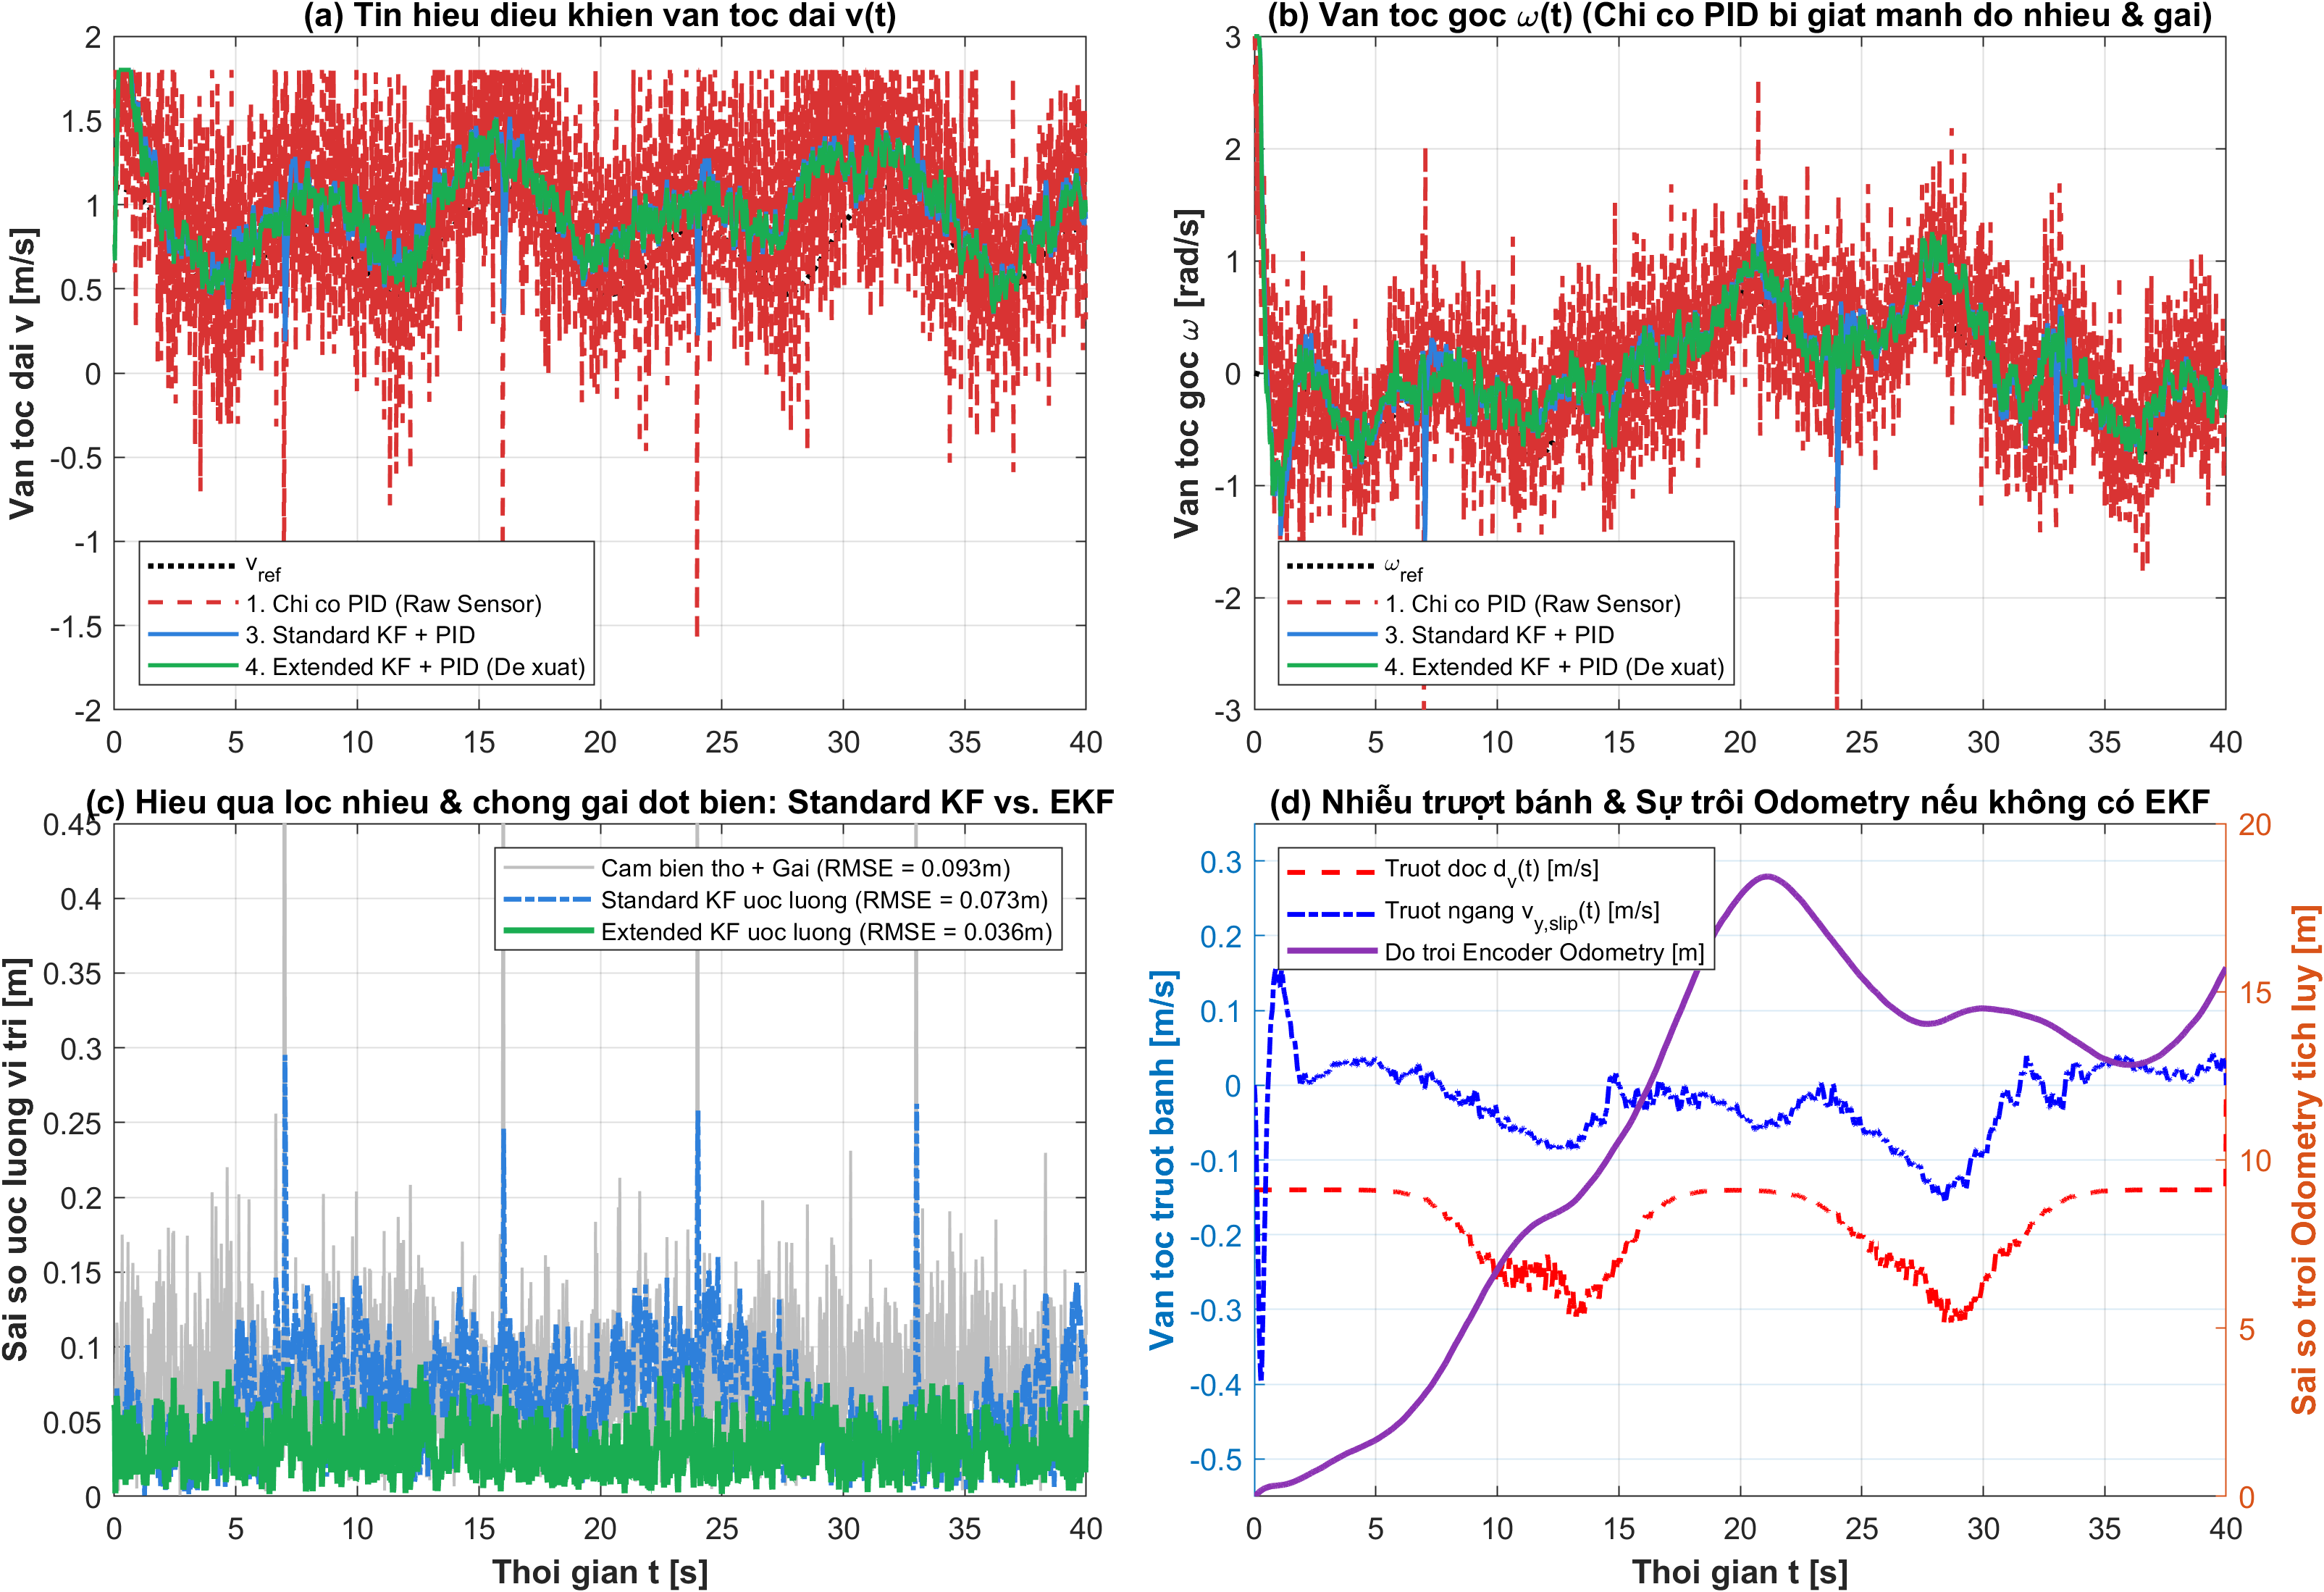 (a) Tin hieu dieu khien van toc dai v(t)
Van toc dai v [m/s]
2
1.5
1
0.5
0
-0.5
-1
-1.5
-2
v_ref
1. Chi co PID (Raw Sensor)
3. Standard KF + PID
4. Extended KF + PID (De xuat)
0 5 10 15 20 25 30 35 40
(b) Van toc goc ω(t) (Chi co PID bi giat manh do nhieu & gai)
Van toc goc ω [rad/s]
3
2
1
0
-1
-2
-3
ω_ref
1. Chi co PID (Raw Sensor)
3. Standard KF + PID
4. Extended KF + PID (De xuat)
0 5 10 15 20 25 30 35 40
(c) Hieu qua loc nhieu & chong gai dot bien: Standard KF vs. EKF
Sai so uoc luong vi tri [m]
0.45
0.4
0.35
0.3
0.25
0.2
0.15
0.1
0.05
0
Cam bien tho + Gai (RMSE = 0.093m)
Standard KF uoc luong (RMSE = 0.073m)
Extended KF uoc luong (RMSE = 0.036m)
0 5 10 15 20 25 30 35 40
Thoi gian t [s]
(d) Nhiễu trượt bánh & Sự trôi Odometry nếu không có EKF
Van toc truot banh [m/s]
0.3
0.2
0.1
0
-0.1
-0.2
-0.3
-0.4
-0.5
Truot doc d_v(t) [m/s]
Truot ngang v_y,slip(t) [m/s]
Do troi Encoder Odometry [m]
20
15
10
5
0
Sai so troi Odometry tich luy [m]
0 5 10 15 20 25 30 35 40
Thoi gian t [s]